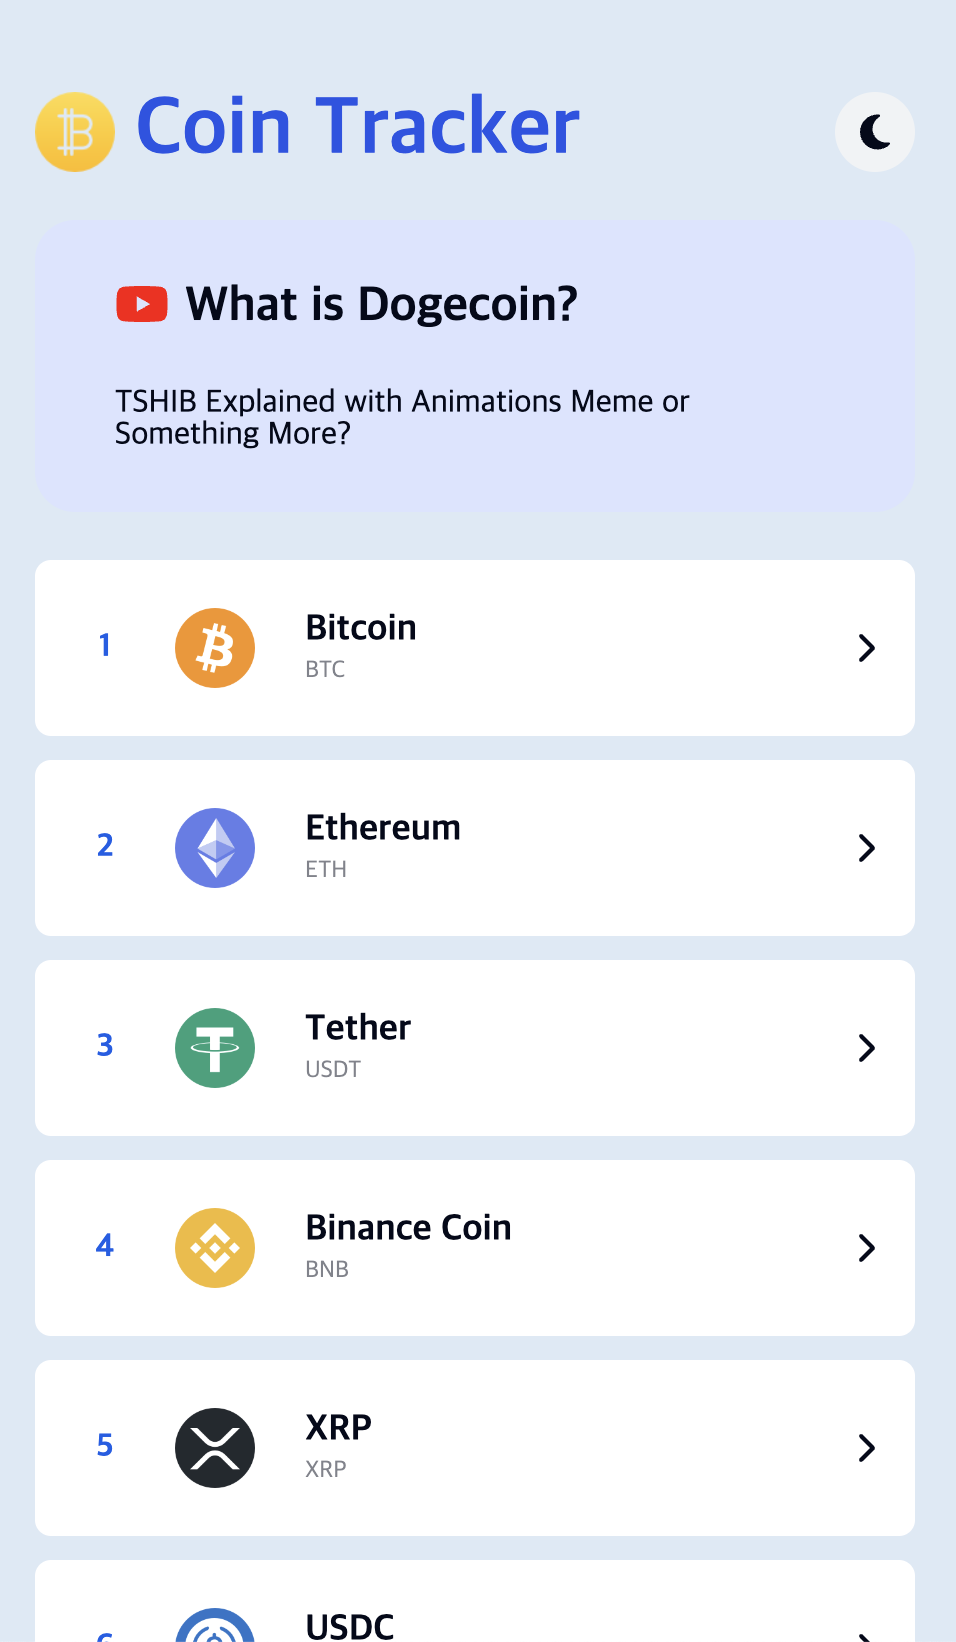 Coin Tracker
What is Dogecoin?
TSHIB Explained with Animations Meme or
Something More?
1
Bitcoin
BTC
2
Ethereum
ETH
3
Tether
USDT
4
Binance Coin
BNB
5
XRP
XRP
6
USDC